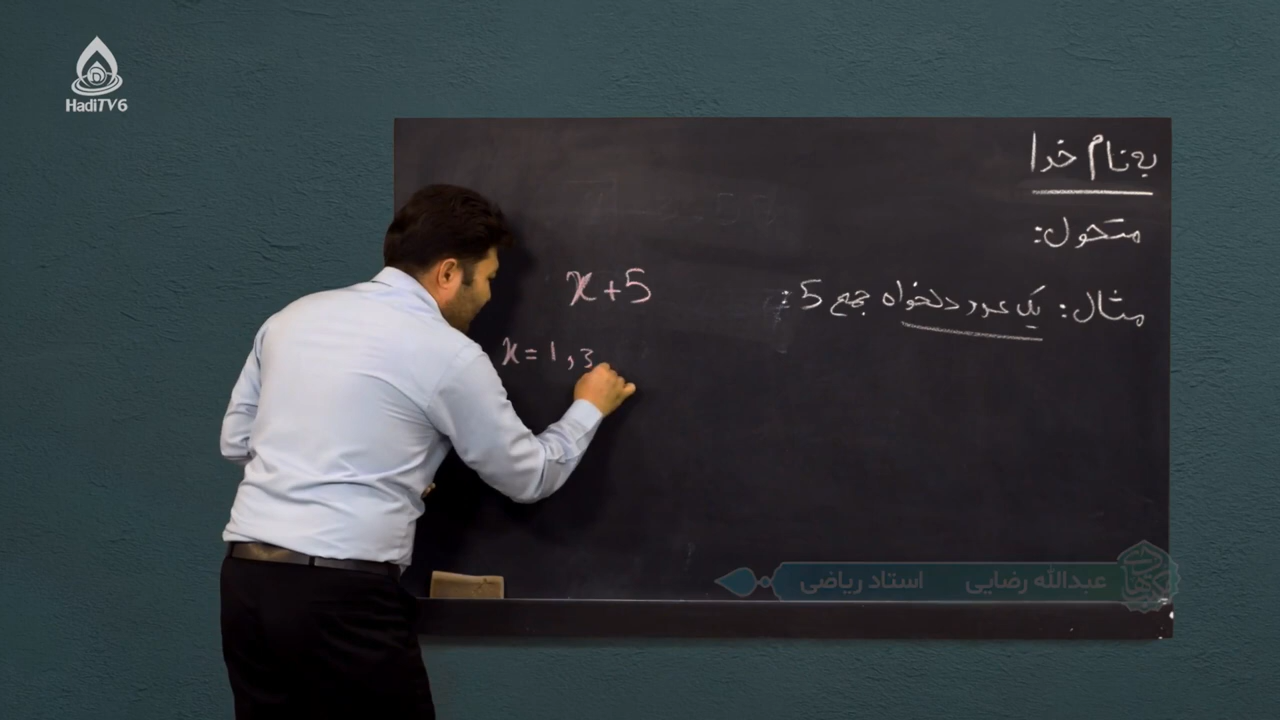 HadiTV6
به نام خدا
متحول:
مثال: یک عدد دلخواه جمع 5:
x+5
x=1,3
عبدالله رضایی استاد ریاضی